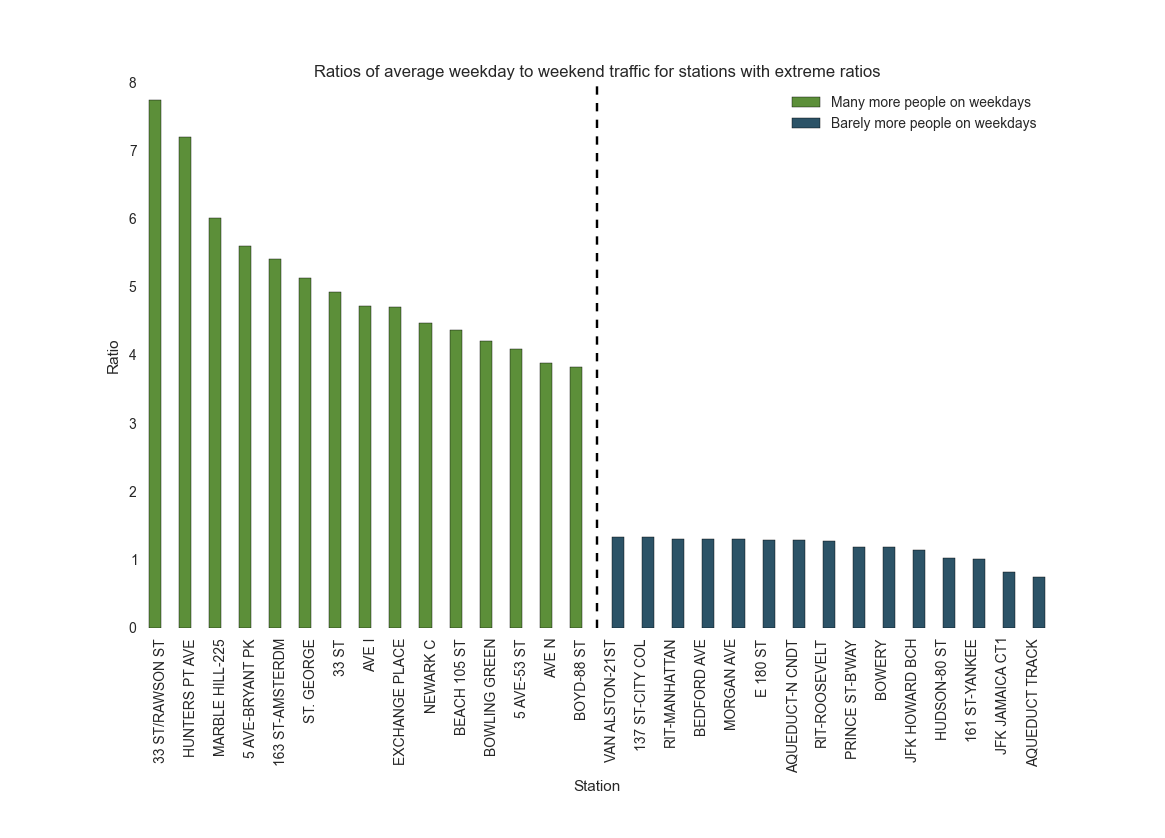 Ratios of average weekday to weekend traffic for stations with extreme ratios
Many more people on weekdays
Barely more people on weekdays
Ratio
8
7
6
5
4
3
2
1
0
33 ST/RAWSON ST
HUNTERS PT AVE
MARBLE HILL-225
5 AVE-BRYANT PK
163 ST-AMSTERDM
ST. GEORGE
33 ST
AVE I
EXCHANGE PLACE
NEWARK C
BEACH 105 ST
BOWLING GREEN
5 AVE-53 ST
AVE N
BOYD-88 ST
VAN ALSTON-21ST
137 ST-CITY COL
RIT-MANHATTAN
BEDFORD AVE
MORGAN AVE
E 180 ST
AQUEDUCT-N CNDT
RIT-ROOSEVELT
PRINCE ST-B'WAY
BOWERY
JFK HOWARD BCH
HUDSON-80 ST
161 ST-YANKEE
JFK JAMAICA CT1
AQUEDUCT TRACK
Station